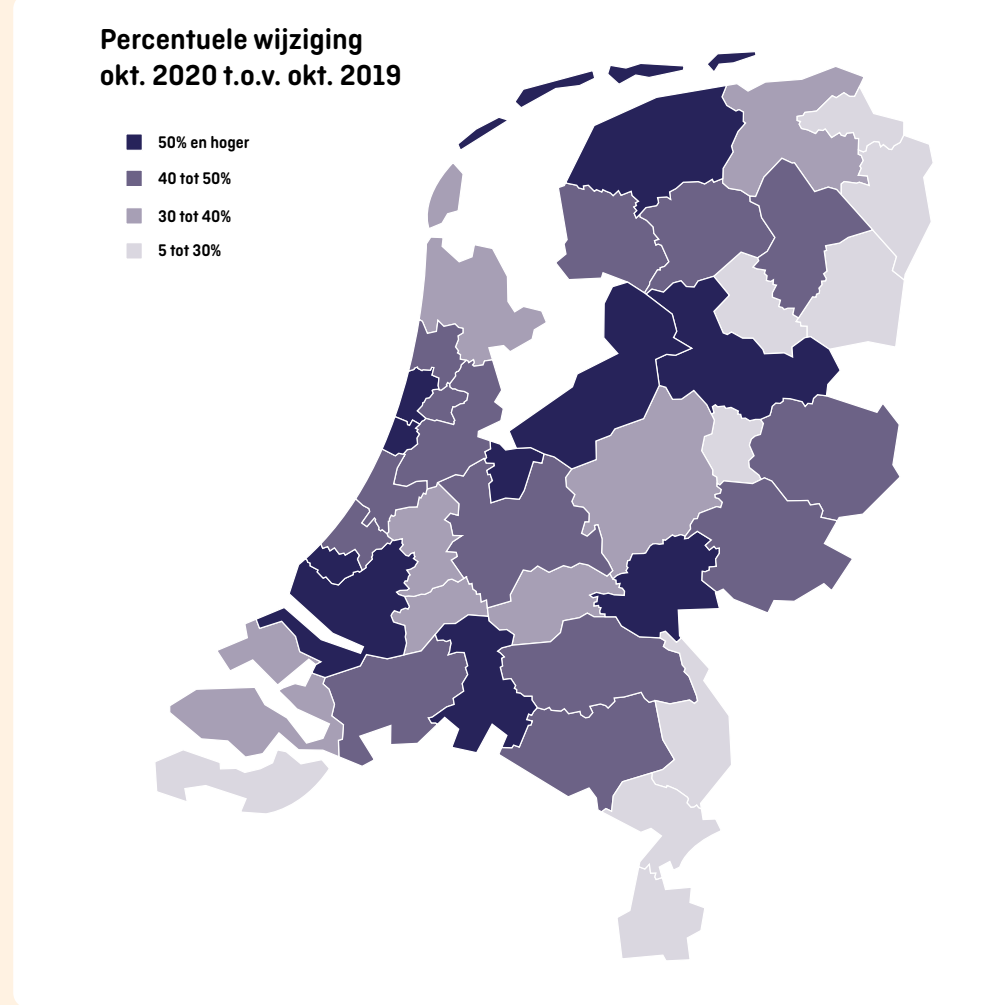 Percentuele wijziging
okt. 2020 t.o.v. okt. 2019
50% en hoger
40 tot 50%
30 tot 40%
5 tot 30%